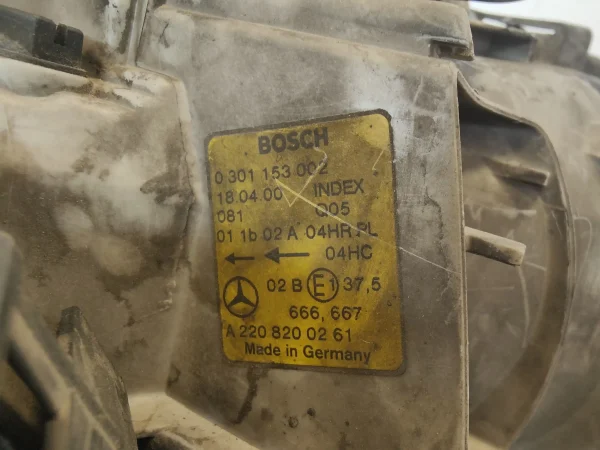 BOSCH
0 301 153 002
18.04.00 INDEX
081 Q05
01 1b 02 A 04HR PL
04HC
02 B E1 37,5
666, 667
A 220 820 02 61
Made in Germany